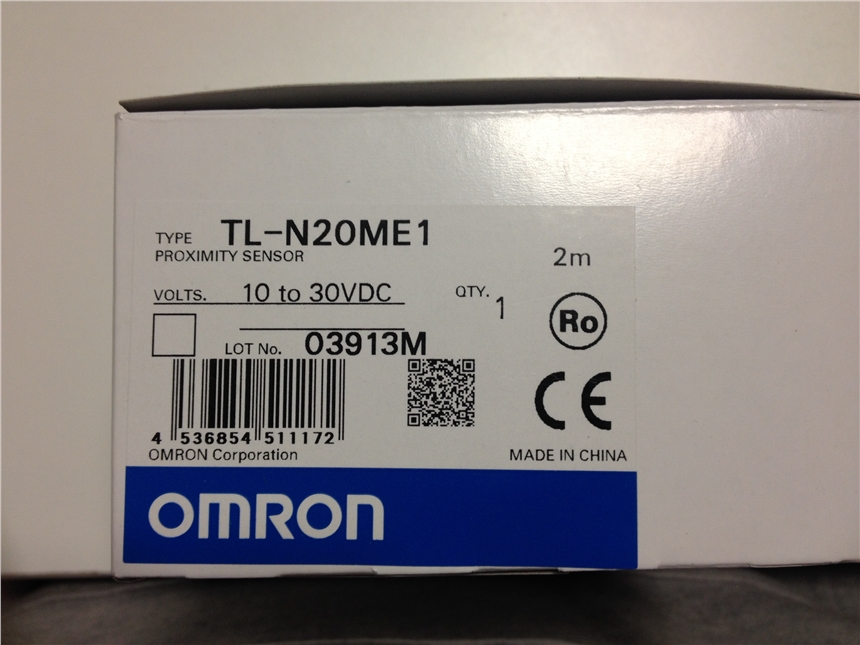 TYPE TL-N20ME1
PROXIMITY SENSOR
2m
VOLTS. 10 to 30VDC
QTY. 1
Ro
LOT No. 03913M
CE
4 536854 511172
OMRON Corporation
MADE IN CHINA
OMRON